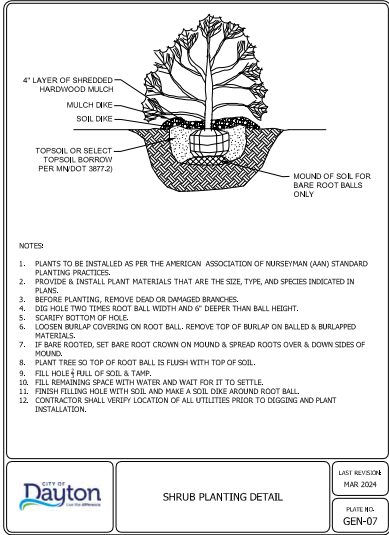 4" LAYER OF SHREDDED
HARDWOOD MULCH
MULCH DIKE
SOIL DIKE
TOPSOIL OR SELECT
TOPSOIL BORROW
PER MN/DOT 3877.2)
MOUND OF SOIL FOR
BARE ROOT BALLS
ONLY
NOTES:
1. PLANTS TO BE INSTALLED AS PER THE AMERICAN ASSOCIATION OF NURSEYMAN (AAN) STANDARD
PLANTING PRACTICES.
2. PROVIDE & INSTALL PLANT MATERIALS THAT ARE THE SIZE, TYPE, AND SPECIES INDICATED IN
PLANS.
3. BEFORE PLANTING, REMOVE DEAD OR DAMAGED BRANCHES.
4. DIG HOLE TWO TIMES ROOT BALL WIDTH AND 6" DEEPER THAN BALL HEIGHT.
5. SCARIFY BOTTOM OF HOLE.
6. LOOSEN BURLAP COVERING ON ROOT BALL. REMOVE TOP OF BURLAP ON BALLED & BURLAPPED
MATERIALS.
7. IF BARE ROOTED, SET BARE ROOT CROWN ON MOUND & SPREAD ROOTS OVER & DOWN SIDES OF
MOUND.
8. PLANT TREE SO TOP OF ROOT BALL IS FLUSH WITH TOP OF SOIL.
9. FILL HOLE FULL OF SOIL & TAMP.
10. FILL REMAINING SPACE WITH WATER AND WAIT FOR IT TO SETTLE.
11. FINISH FILLING HOLE WITH SOIL AND MAKE A SOIL DIKE AROUND ROOT BALL.
12. CONTRACTOR SHALL VERIFY LOCATION OF ALL UTILITIES PRIOR TO DIGGING AND PLANT
INSTALLATION.
CITY OF
Dayton
SHRUB PLANTING DETAIL
LAST REVISION:
MAR 2024
PLATE NO.
GEN-07